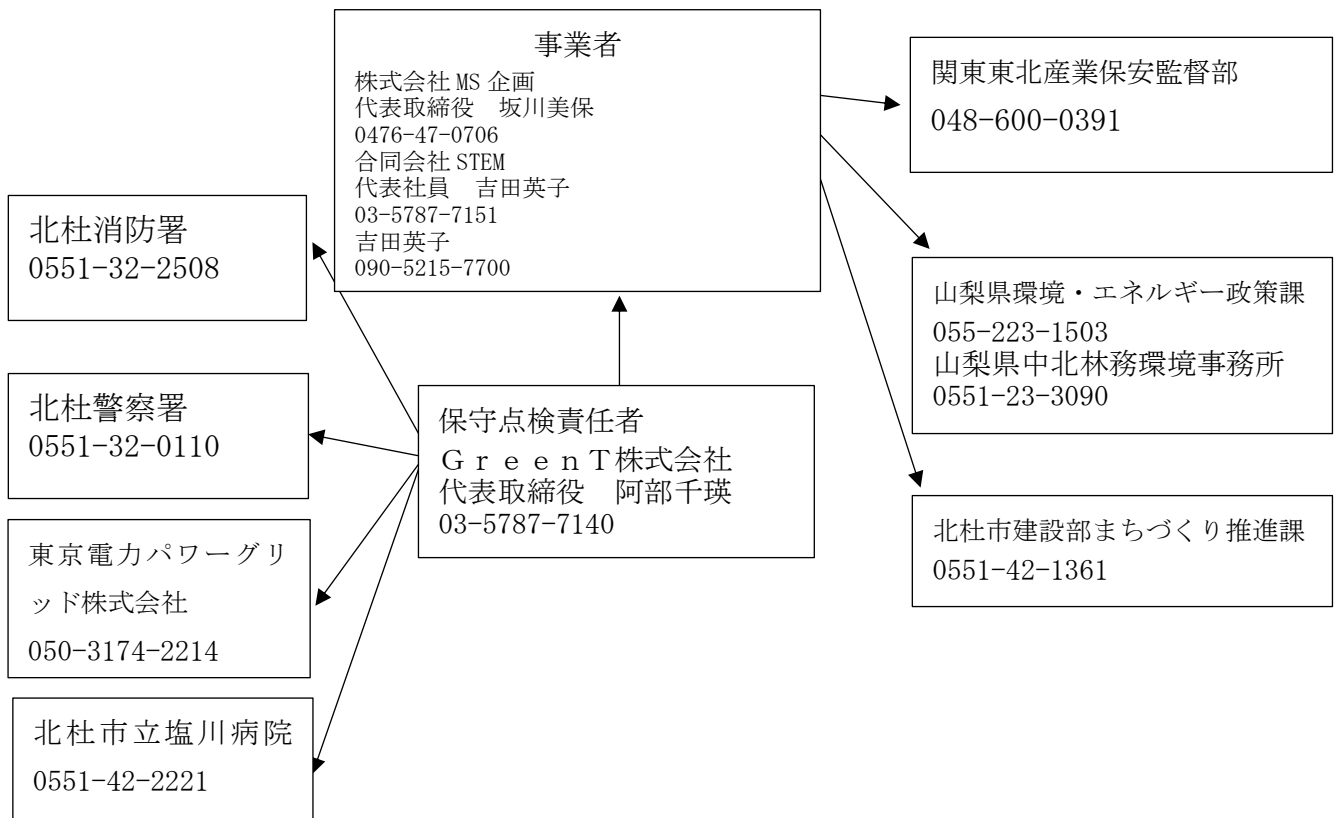 事業者
株式会社 MS 企画
代表取締役　坂川美保
0476-47-0706
合同会社 STEM
代表社員　吉田英子
03-5787-7151
吉田英子
090-5215-7700
関東東北産業保安監督部
048-600-0391
山梨県環境・エネルギー政策課
055-223-1503
山梨県中北林務環境事務所
0551-23-3090
北杜市建設部まちづくり推進課
0551-42-1361
保守点検責任者
ＧｒｅｅｎＴ株式会社
代表取締役　阿部千瑛
03-5787-7140
北杜消防署
0551-32-2508
北杜警察署
0551-32-0110
東京電力パワーグリ
ッド株式会社
050-3174-2214
北杜市立塩川病院
0551-42-2221